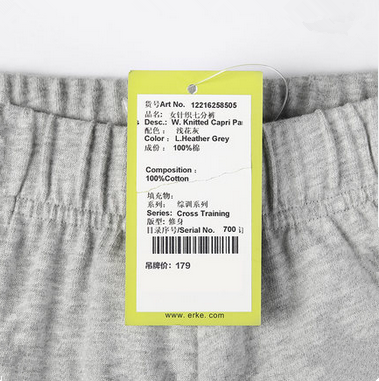 货号Art No. 12216258505
品名: 女针织七分裤
s Desc.: W. Knitted Capri Pa
配色: 浅花灰
Color: L.Heather Grey
成份: 100%棉
Composition:
100%Cotton
填充物:
系列: 综训系列
Series: Cross Training
版型: 修身
目录序号/Serial No. 700 订
吊牌价: 179
www.erke.com